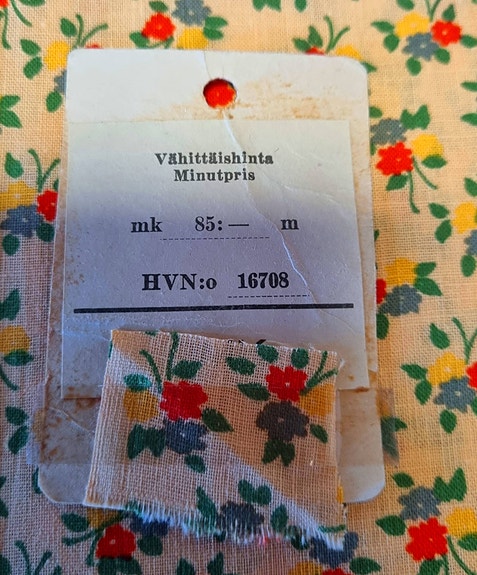 Vähittäishinta
Minutpris
mk 85:— m
HVN:o 16708